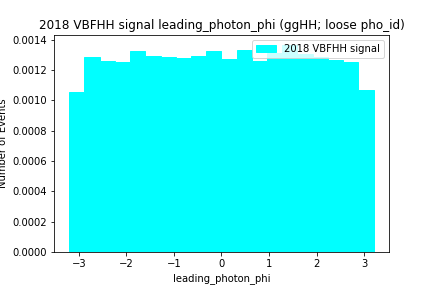 2018 VBFHH signal leading_photon_phi (ggHH; loose pho_id)
2018 VBFHH signal
Number of Events
0.0014
0.0012
0.0010
0.0008
0.0006
0.0004
0.0002
0.0000
−3 −2 −1 0 1 2 3
leading_photon_phi